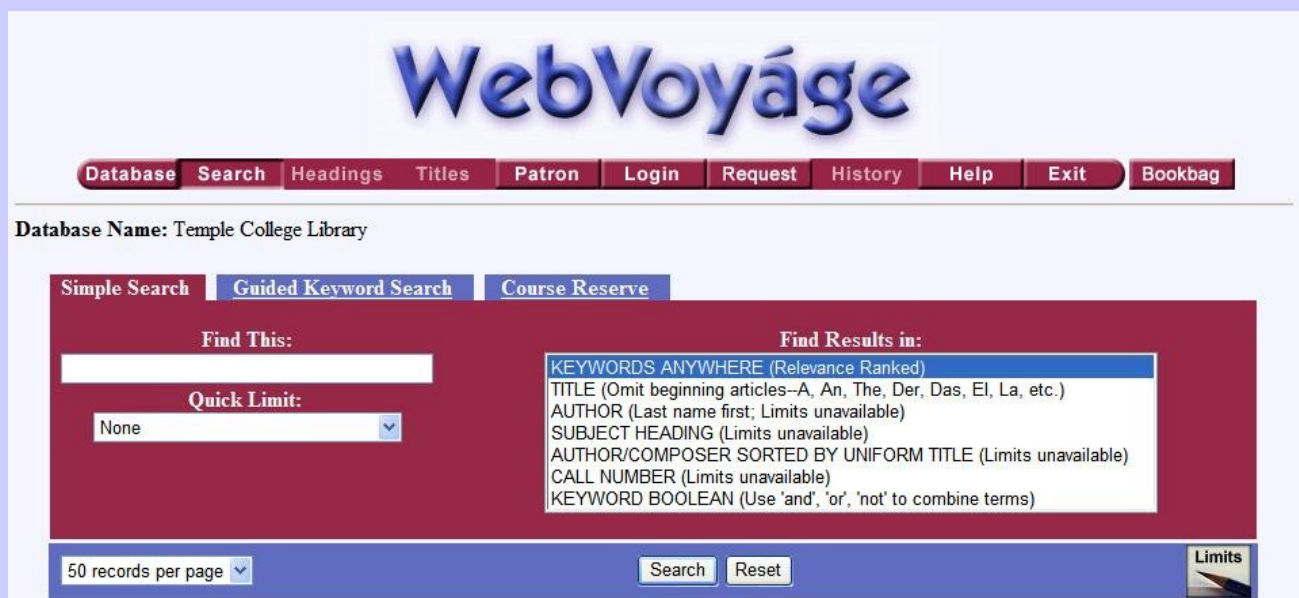 WebVoyáge
Database Search Headings Titles Patron Login Request History Help Exit Bookbag
Database Name: Temple College Library
Simple Search Guided Keyword Search Course Reserve
Find This:
Quick Limit:
None
Find Results in:
KEYWORDS ANYWHERE (Relevance Ranked)
TITLE (Omit beginning articles--A, An, The, Der, Das, El, La, etc.)
AUTHOR (Last name first; Limits unavailable)
SUBJECT HEADING (Limits unavailable)
AUTHOR/COMPOSER SORTED BY UNIFORM TITLE (Limits unavailable)
CALL NUMBER (Limits unavailable)
KEYWORD BOOLEAN (Use 'and', 'or', 'not' to combine terms)
50 records per page Search Reset Limits